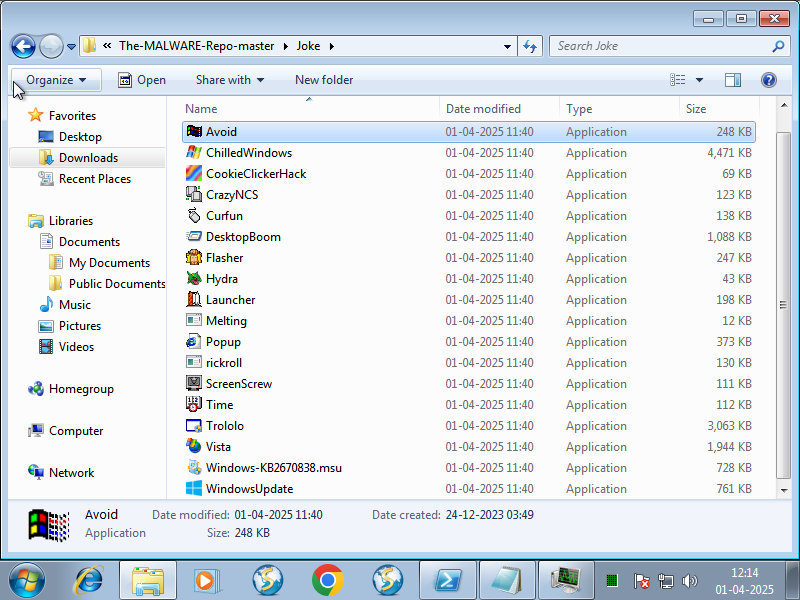 « The-MALWARE-Repo-master ▸ Joke ▸ Search Joke
Organize Open Share with New folder
Favorites
Desktop
Downloads
Recent Places
Libraries
Documents
My Documents
Public Documents
Music
Pictures
Videos
Homegroup
Computer
Network
Name Date modified Type Size
Avoid 01-04-2025 11:40 Application 248 KB
ChilledWindows 01-04-2025 11:40 Application 4,471 KB
CookieClickerHack 01-04-2025 11:40 Application 69 KB
CrazyNCS 01-04-2025 11:40 Application 123 KB
Curfun 01-04-2025 11:40 Application 138 KB
DesktopBoom 01-04-2025 11:40 Application 1,088 KB
Flasher 01-04-2025 11:40 Application 247 KB
Hydra 01-04-2025 11:40 Application 43 KB
Launcher 01-04-2025 11:40 Application 198 KB
Melting 01-04-2025 11:40 Application 12 KB
Popup 01-04-2025 11:40 Application 373 KB
rickroll 01-04-2025 11:40 Application 130 KB
ScreenScrew 01-04-2025 11:40 Application 111 KB
Time 01-04-2025 11:40 Application 112 KB
Trololo 01-04-2025 11:40 Application 3,063 KB
Vista 01-04-2025 11:40 Application 1,944 KB
Windows-KB2670838.msu 01-04-2025 11:40 Application 728 KB
WindowsUpdate 01-04-2025 11:40 Application 761 KB
Avoid Date modified: 01-04-2025 11:40 Date created: 24-12-2023 03:49
Application Size: 248 KB
12:14
01-04-2025